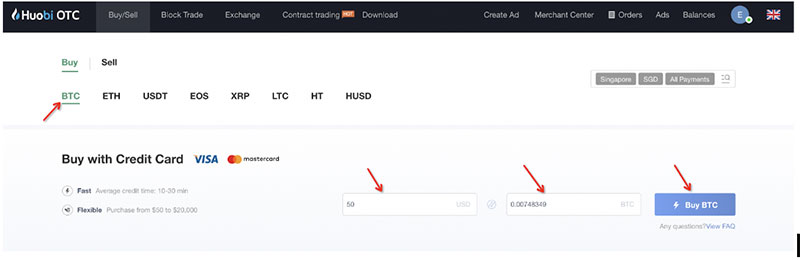 Huobi OTC Buy/Sell Block Trade Exchange Contract trading HOT Download Create Ad Merchant Center Orders Ads Balances E
Buy Sell
Singapore SGD All Payments
BTC ETH USDT EOS XRP LTC HT HUSD
Buy with Credit Card VISA mastercard
Fast Average credit time: 10-30 min
50 USD 0.00748349 BTC Buy BTC
Flexible Purchase from $50 to $20,000
Any questions?View FAQ